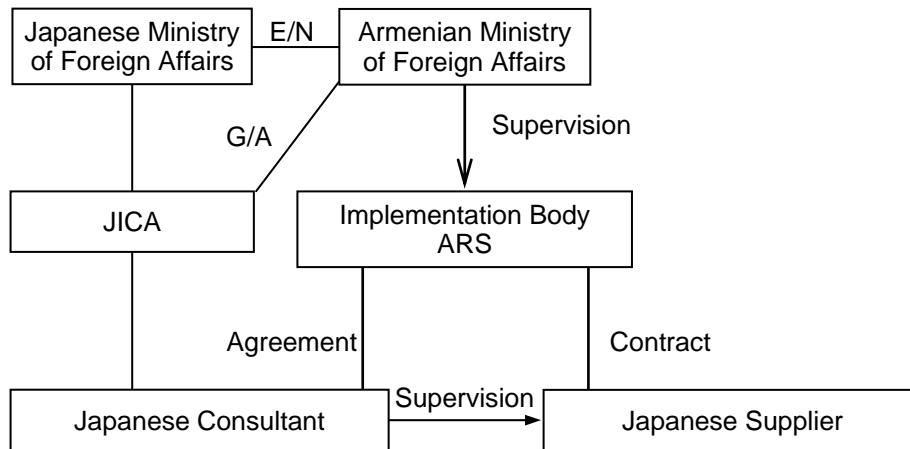 Japanese Ministry
of Foreign Affairs
E/N
Armenian Ministry
of Foreign Affairs
G/A
Supervision
JICA
Implementation Body
ARS
Agreement
Contract
Japanese Consultant
Supervision
Japanese Supplier